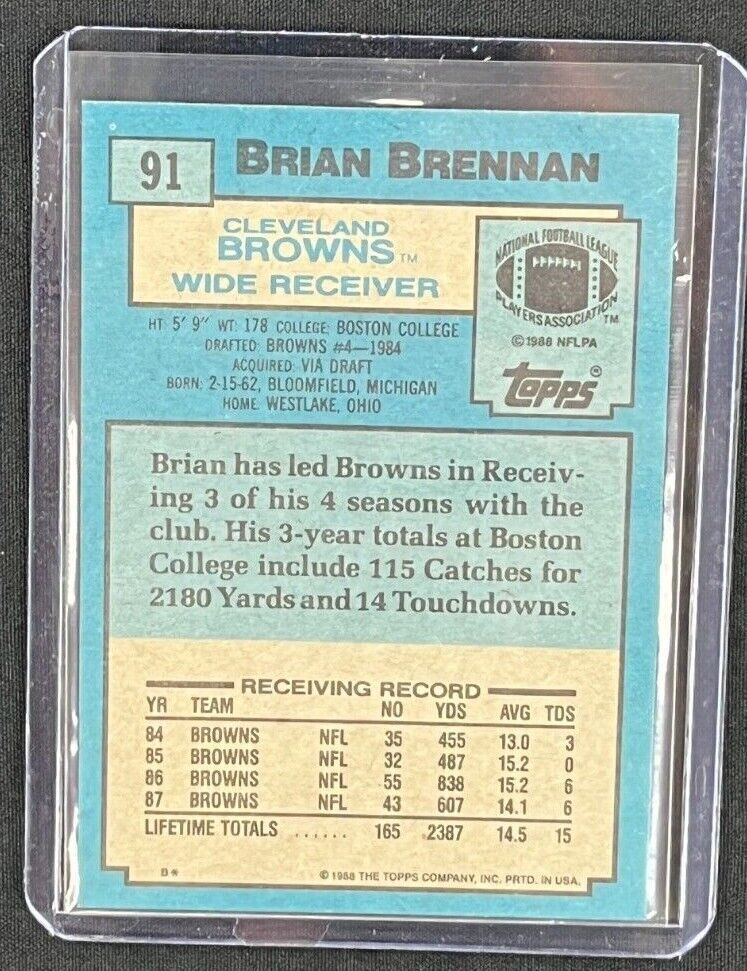 91 BRIAN BRENNAN
CLEVELAND
BROWNS TM
WIDE RECEIVER
NATIONAL FOOTBALL LEAGUE
PLAYERS ASSOCIATION TM
© 1988 NFLPA
TOPPS ®
HT: 5' 9" WT: 178 COLLEGE: BOSTON COLLEGE
DRAFTED: BROWNS #4—1984
ACQUIRED: VIA DRAFT
BORN: 2-15-62, BLOOMFIELD, MICHIGAN
HOME: WESTLAKE, OHIO
Brian has led Browns in Receiv-
ing 3 of his 4 seasons with the
club. His 3-year totals at Boston
College include 115 Catches for
2180 Yards and 14 Touchdowns.
RECEIVING RECORD
YR TEAM NO YDS AVG TDS
84 BROWNS NFL 35 455 13.0 3
85 BROWNS NFL 32 487 15.2 0
86 BROWNS NFL 55 838 15.2 6
87 BROWNS NFL 43 607 14.1 6
LIFETIME TOTALS ...... 165 2387 14.5 15
B* © 1988 THE TOPPS COMPANY, INC. PRTD. IN USA.